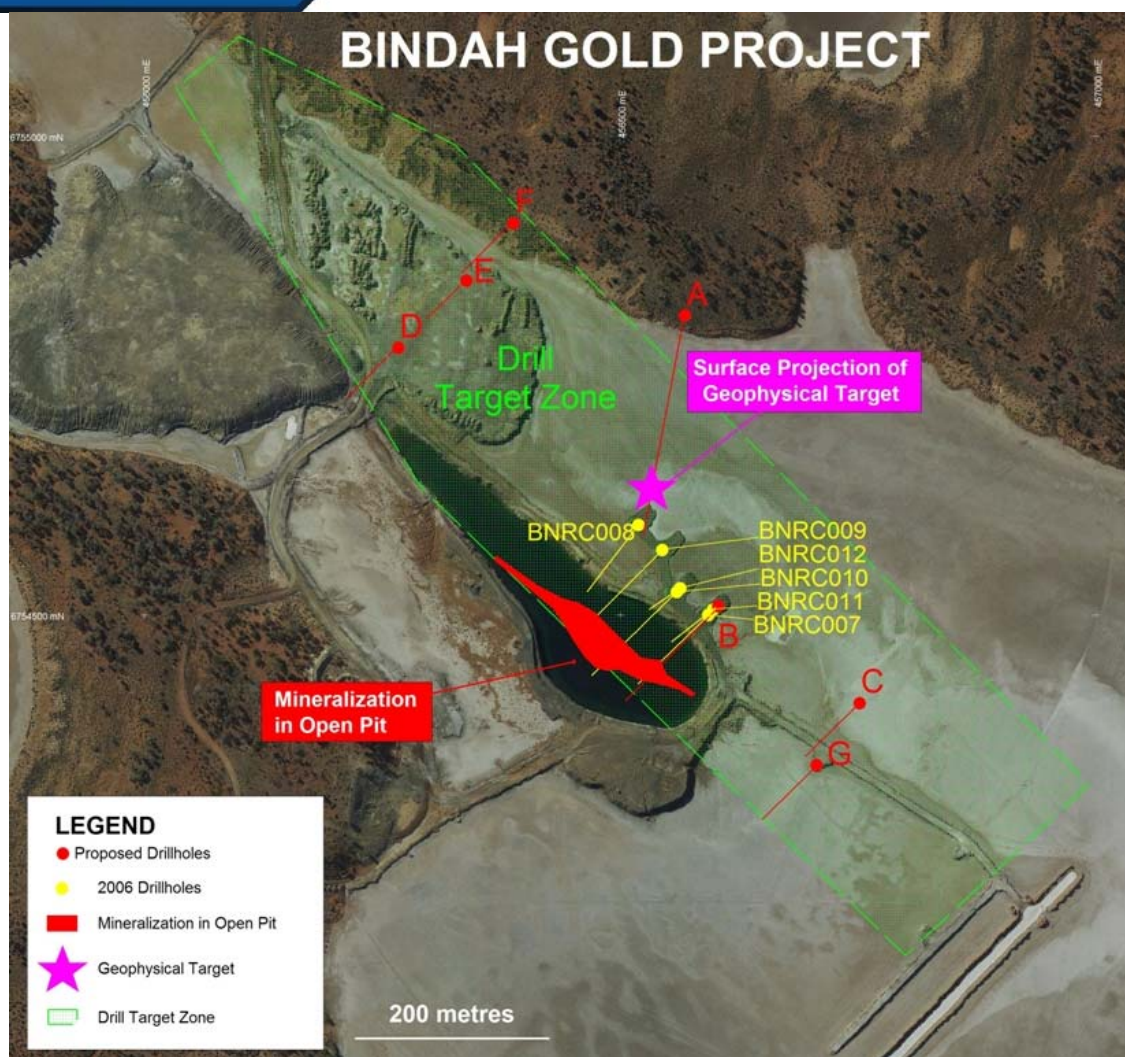 BINDAH GOLD PROJECT
456500 mE
457000 mE
6755000 mN
F
E
A
D
Drill
Target Zone
Surface Projection of
Geophysical Target
BNRC008
BNRC009
BNRC012
BNRC010
BNRC011
BNRC007
6754500 mN
B
C
G
Mineralization
in Open Pit
LEGEND
Proposed Drillholes
2006 Drillholes
Mineralization in Open Pit
Geophysical Target
Drill Target Zone
200 metres